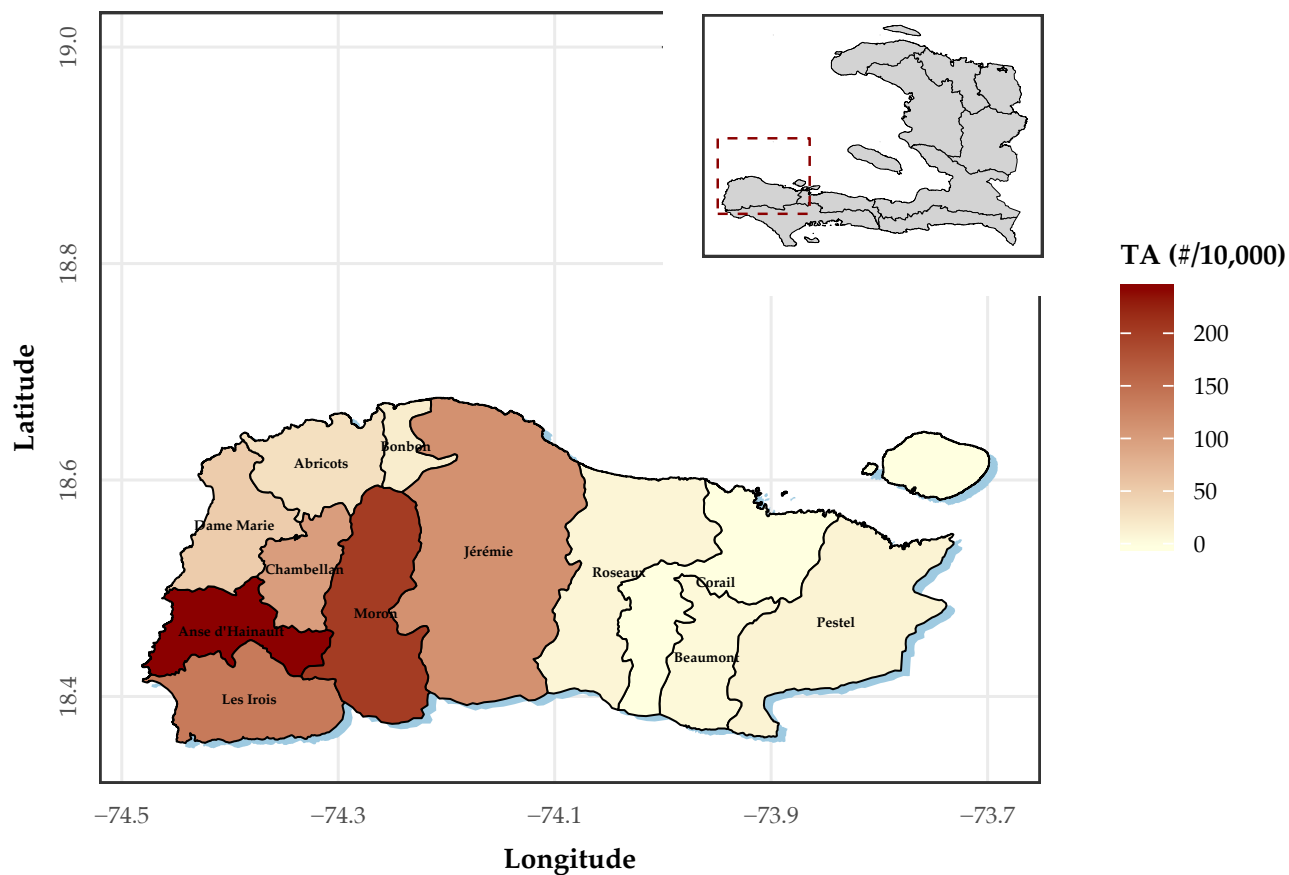 19.0
18.8
18.6
18.4
Latitude
−74.5
−74.3
−74.1
−73.9
−73.7
Longitude
Bonbon
Abricots
Dame Marie
Jérémie
Chambellan
Roseaux
Corail
Moron
Pestel
Anse d'Hainault
Beaumont
Les Irois
TA (#/10,000)
200
150
100
50
0